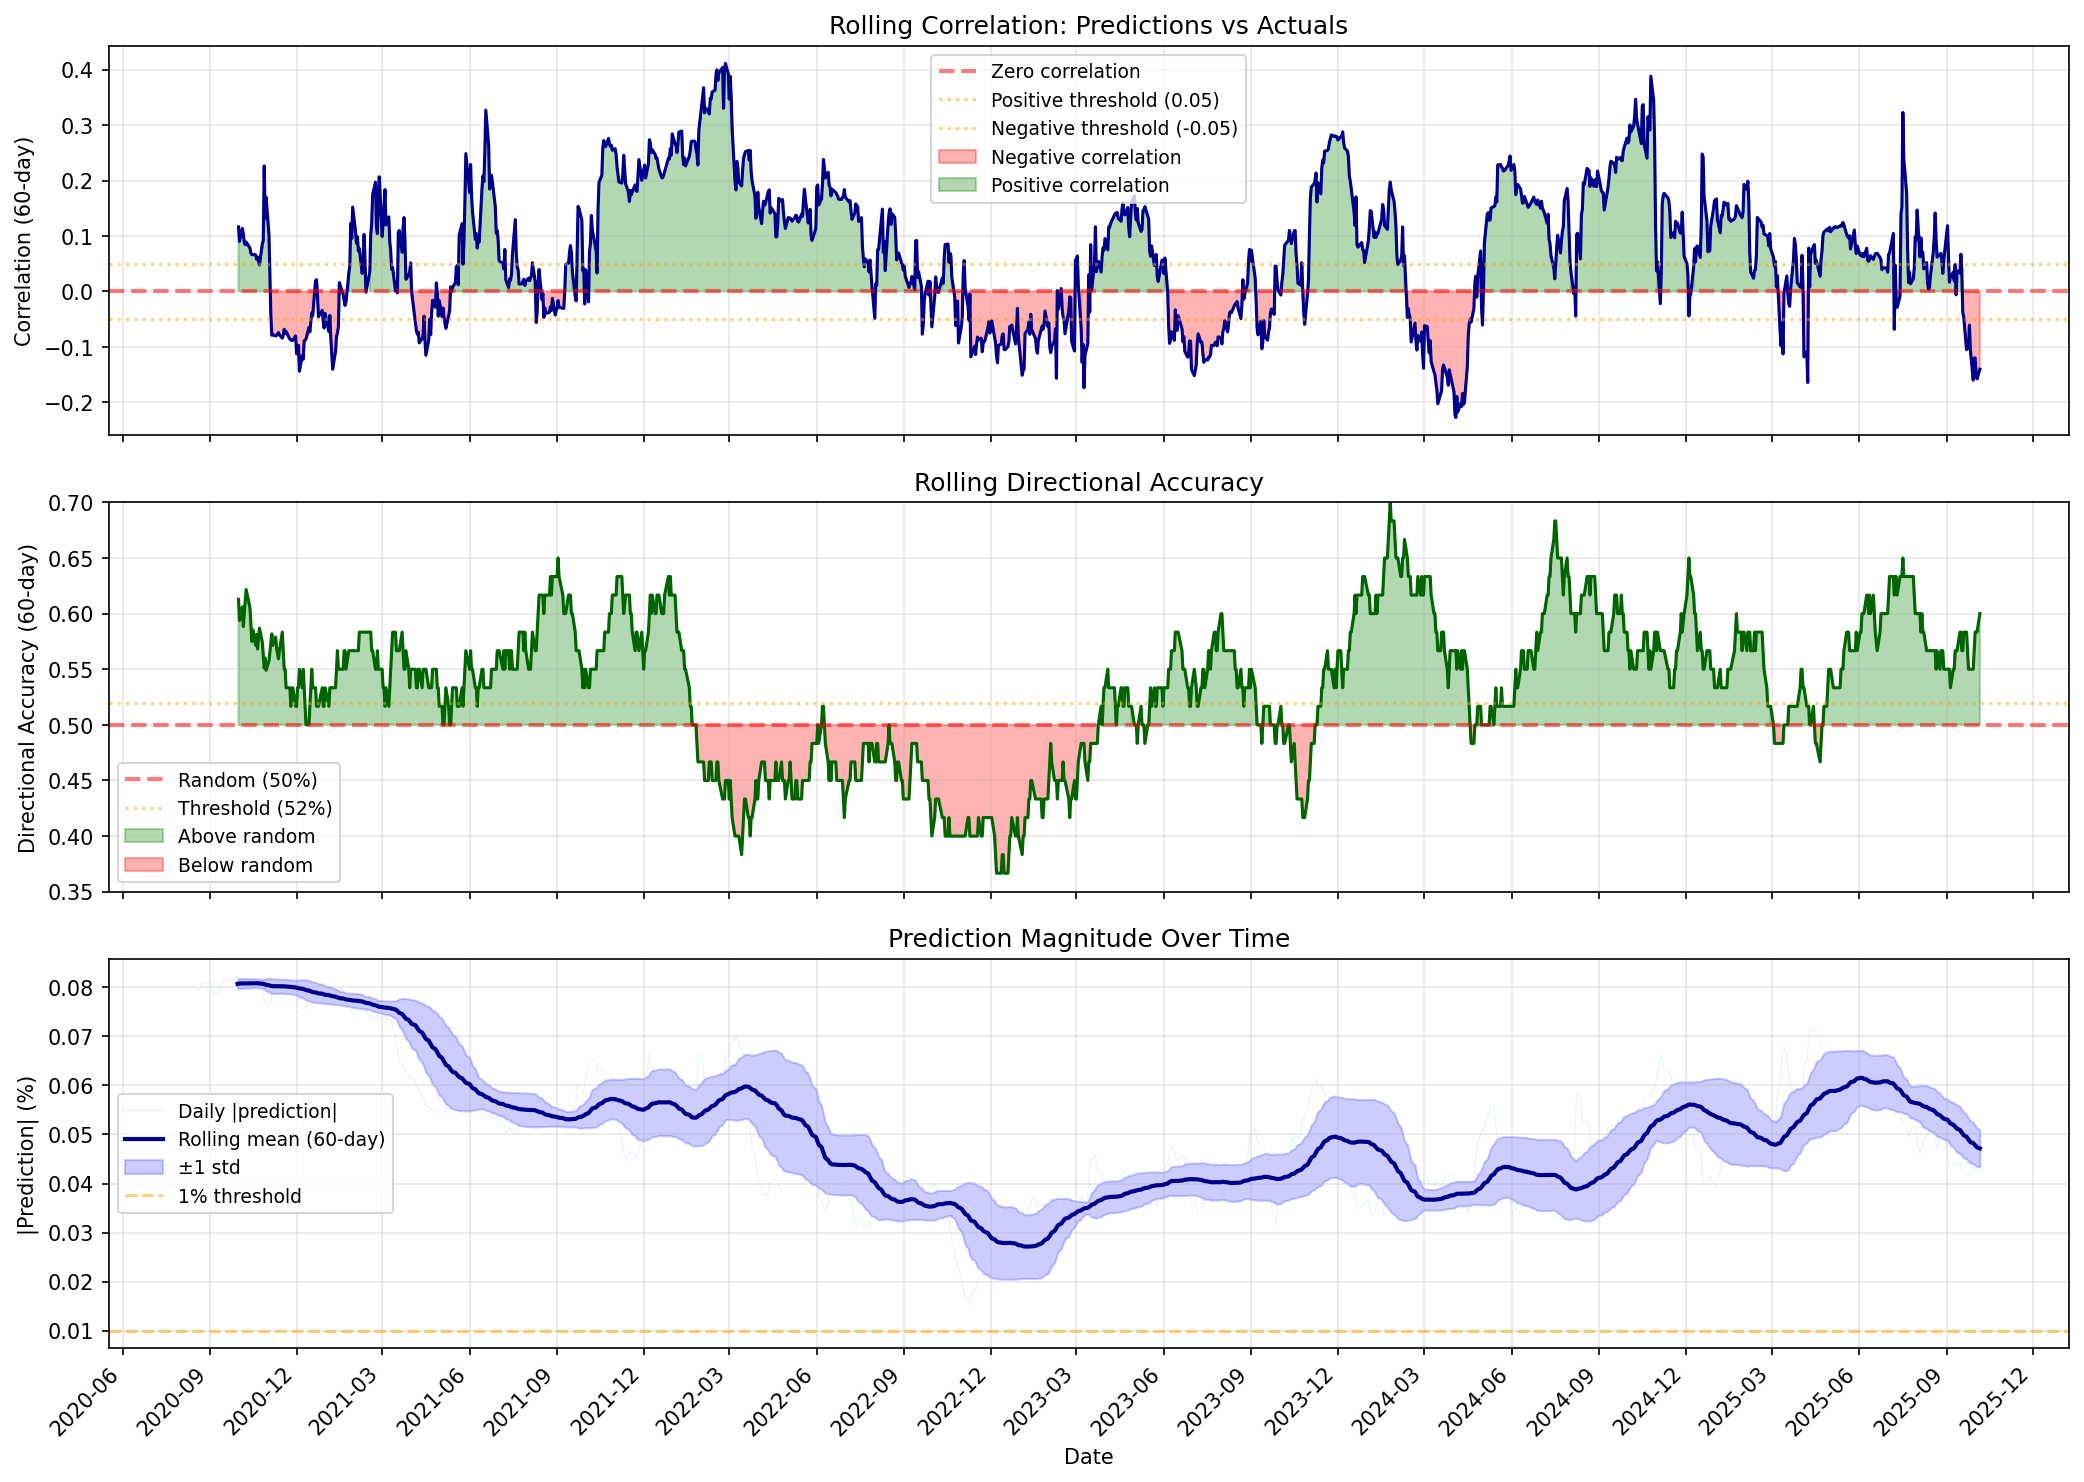 Rolling Correlation: Predictions vs Actuals
Correlation (60-day)
0.4
0.3
0.2
0.1
0.0
−0.1
−0.2
Zero correlation
Positive threshold (0.05)
Negative threshold (-0.05)
Negative correlation
Positive correlation
Rolling Directional Accuracy
Directional Accuracy (60-day)
0.70
0.65
0.60
0.55
0.50
0.45
0.40
0.35
Random (50%)
Threshold (52%)
Above random
Below random
Prediction Magnitude Over Time
|Prediction| (%)
0.08
0.07
0.06
0.05
0.04
0.03
0.02
0.01
Daily |prediction|
Rolling mean (60-day)
±1 std
1% threshold
2020-06
2020-09
2020-12
2021-03
2021-06
2021-09
2021-12
2022-03
2022-06
2022-09
2022-12
2023-03
2023-06
2023-09
2023-12
2024-03
2024-06
2024-09
2024-12
2025-03
2025-06
2025-09
2025-12
Date